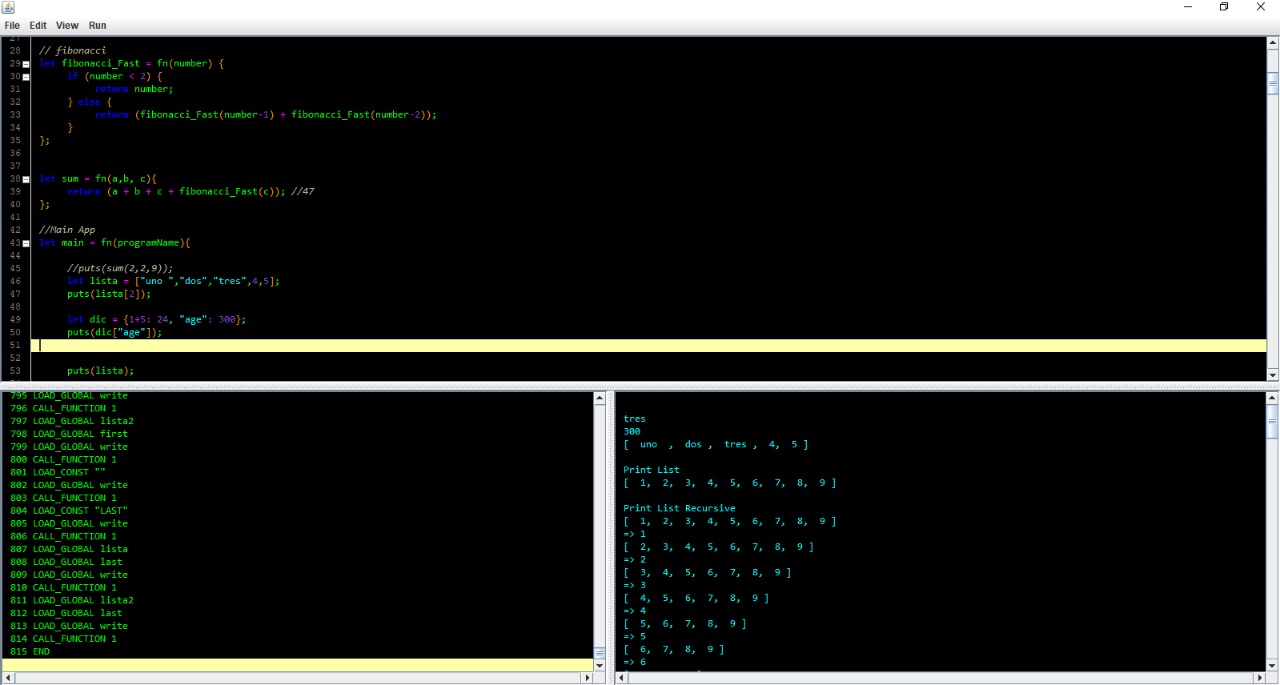 File Edit View Run
27
28 // fibonacci
29 let fibonacci_Fast = fn(number) {
30 if (number < 2) {
31 return number;
32 } else {
33 return (fibonacci_Fast(number-1) + fibonacci_Fast(number-2));
34 }
35 };
36
37
38 let sum = fn(a,b, c){
39 return (a + b + c + fibonacci_Fast(c)); //47
40 };
41
42 //Main App
43 let main = fn(programName){
44
45 //puts(sum(2,2,9));
46 let lista = ["uno ","dos","tres",4,5];
47 puts(lista[2]);
48
49 let dic = {1+5: 24, "age": 300};
50 puts(dic["age"]);
51
52
53 puts(lista);
795 LOAD_GLOBAL write
796 CALL_FUNCTION 1
797 LOAD_GLOBAL lista2
798 LOAD_GLOBAL first
799 LOAD_GLOBAL write
800 CALL_FUNCTION 1
801 LOAD_CONST ""
802 LOAD_GLOBAL write
803 CALL_FUNCTION 1
804 LOAD_CONST "LAST"
805 LOAD_GLOBAL write
806 CALL_FUNCTION 1
807 LOAD_GLOBAL lista
808 LOAD_GLOBAL last
809 LOAD_GLOBAL write
810 CALL_FUNCTION 1
811 LOAD_GLOBAL lista2
812 LOAD_GLOBAL last
813 LOAD_GLOBAL write
814 CALL_FUNCTION 1
815 END
tres
300
[ uno , dos , tres , 4, 5 ]
Print List
[ 1, 2, 3, 4, 5, 6, 7, 8, 9 ]
Print List Recursive
[ 1, 2, 3, 4, 5, 6, 7, 8, 9 ]
=> 1
[ 2, 3, 4, 5, 6, 7, 8, 9 ]
=> 2
[ 3, 4, 5, 6, 7, 8, 9 ]
=> 3
[ 4, 5, 6, 7, 8, 9 ]
=> 4
[ 5, 6, 7, 8, 9 ]
=> 5
[ 6, 7, 8, 9 ]
=> 6